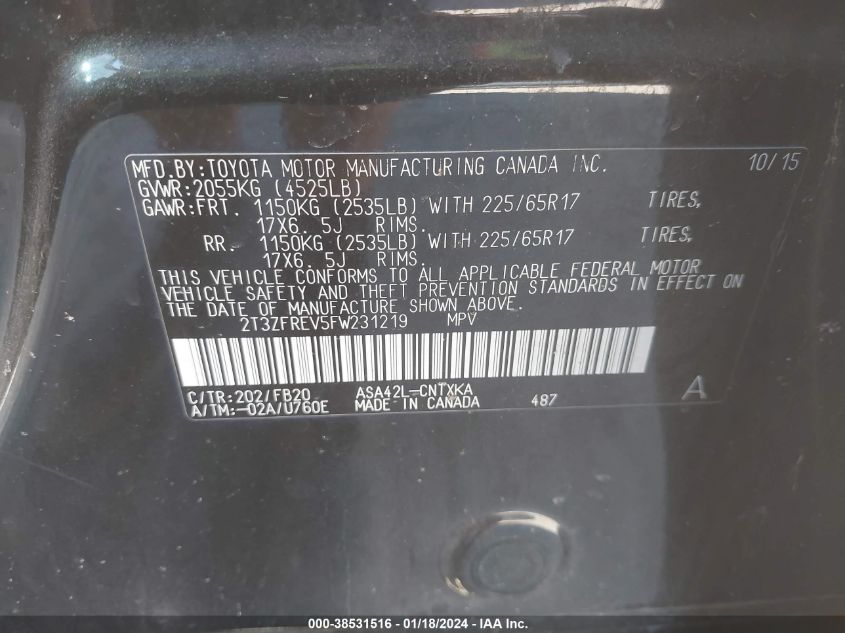 MFD.BY:TOYOTA MOTOR MANUFACTURING CANADA INC. 10/15
GVWR:2055KG (4525LB)
GAWR:FRT. 1150KG (2535LB) WITH 225/65R17 TIRES,
17X6. 5J RIMS.
RR. 1150KG (2535LB) WITH 225/65R17 TIRES,
17X6. 5J RIMS.
THIS VEHICLE CONFORMS TO ALL APPLICABLE FEDERAL MOTOR
VEHICLE SAFETY AND THEFT PREVENTION STANDARDS IN EFFECT ON
THE DATE OF MANUFACTURE SHOWN ABOVE.
2T3ZFREV5FW231219 MPV
C/TR:202/FB20 ASA42L-CNTXKA A
A/TM:-02A/U760E MADE IN CANADA 487
000-38531516 | 01/18/2024 | IAA Inc.